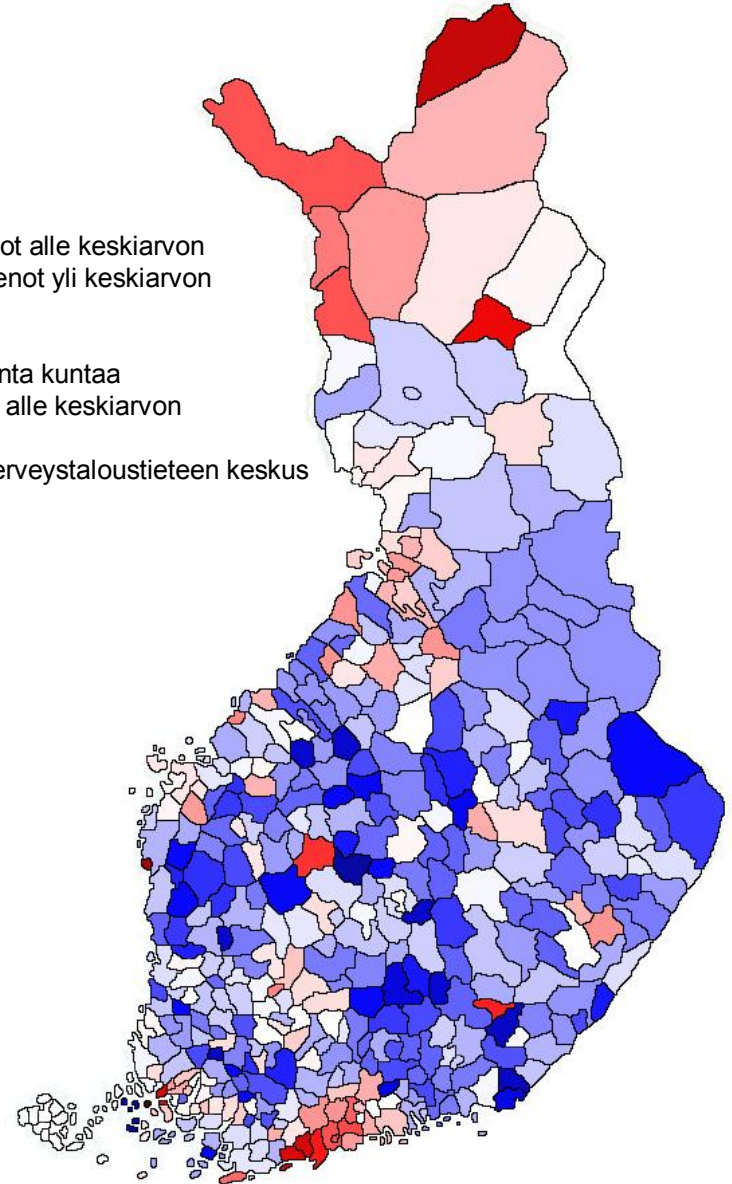 ot alle keskiarvon
enot yli keskiarvon
nta kuntaa
alle keskiarvon
erveystaloustieteen keskus